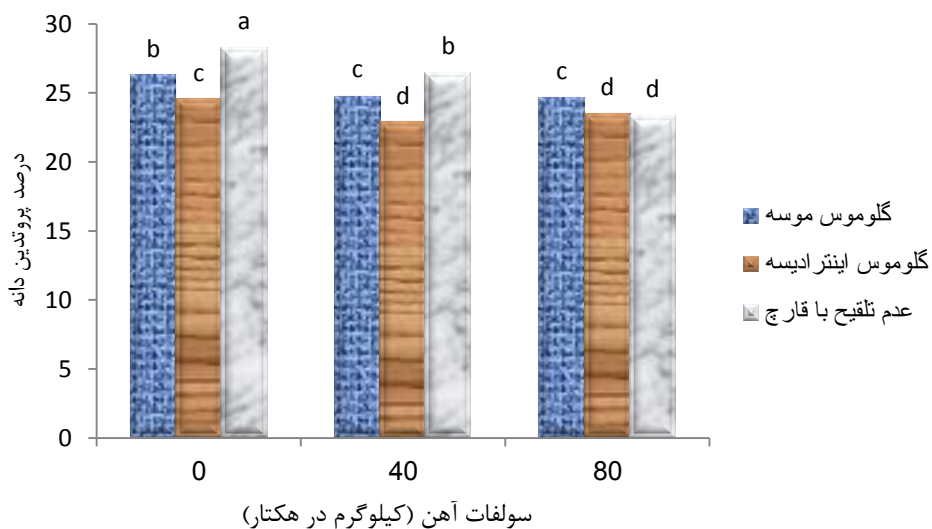 30
25
20
15
10
5
0
درصد پروتدین دانه
b c a
c d b
c d d
0 40 80
سولفات آهن (کیلوگرم در هکتار)
گلوموس موسه
گلوموس اینترادیسه
عدم تلقیح با قارچ